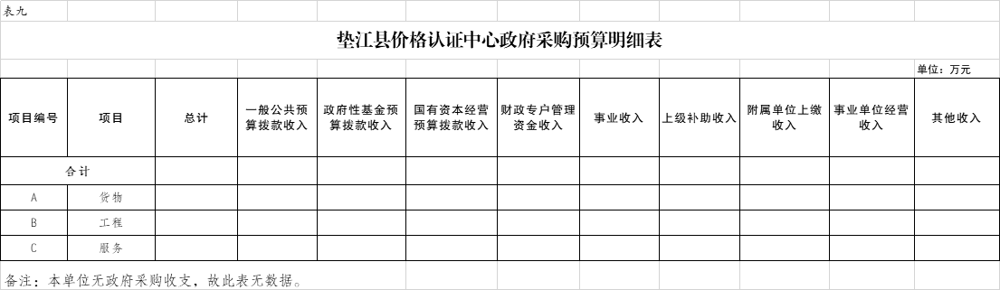 表九
垫江县价格认证中心政府采购预算明细表
单位：万元
项目编号 项目 总计 一般公共预算拨款收入 政府性基金预算拨款收入 国有资本经营预算拨款收入 财政专户管理资金收入 事业收入 上级补助收入 附属单位上缴收入 事业单位经营收入 其他收入
合计
A 货物
B 工程
C 服务
备注：本单位无政府采购收支，故此表无数据。